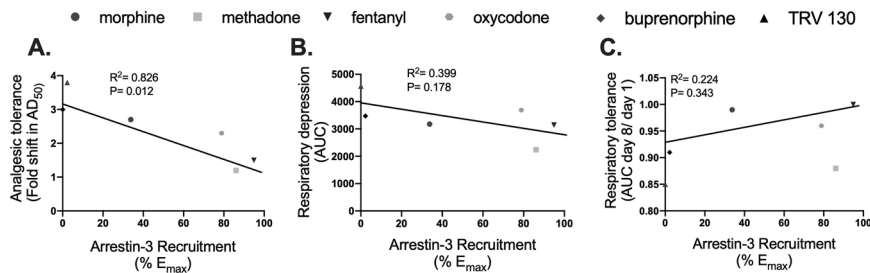 morphine methadone fentanyl oxycodone buprenorphine TRV 130
A. B. C.
R²= 0.826
P= 0.012
Analgesic tolerance
(Fold shift in AD50)
4
3
2
1
0
0 20 40 60 80 100
Arrestin-3 Recruitment
(% Emax)
R²= 0.399
P= 0.178
Respiratory depression
(AUC)
5000
4000
3000
2000
1000
0
0 20 40 60 80 100
Arrestin-3 Recruitment
(% Emax)
R²= 0.224
P= 0.343
Respiratory tolerance
(AUC day 8/ day 1)
1.05
1.00
0.95
0.90
0.85
0.80
0 20 40 60 80 100
Arrestin-3 Recruitment
(% Emax)